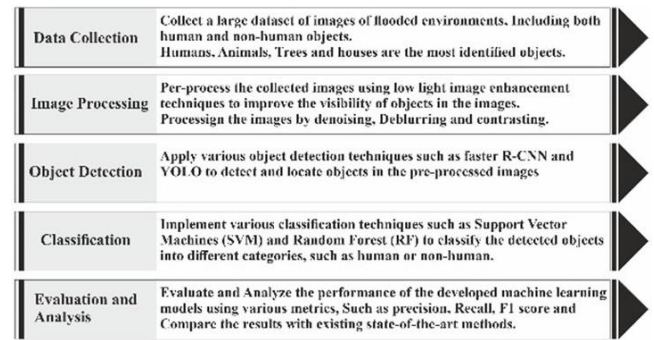 Data Collection
Collect a large dataset of images of flooded environments. Including both
human and non-human objects.
Humans, Animals, Trees and houses are the most identified objects.
Image Processing
Per-process the collected images using low light image enhancement
techniques to improve the visibility of objects in the images.
Processign the images by denoising, Deblurring and contrasting.
Object Detection
Apply various object detection techniques such as faster R-CNN and
YOLO to detect and locate objects in the pre-processed images
Classification
Implement various classification techniques such as Support Vector
Machines (SVM) and Random Forest (RF) to classify the detected objects
into different categories, such as human or non-human.
Evaluation and
Analysis
Evaluate and Analyze the performance of the developed machine learning
models using various metrics, Such as precision, Recall, F1 score and
Compare the results with existing state-of-the-art methods.